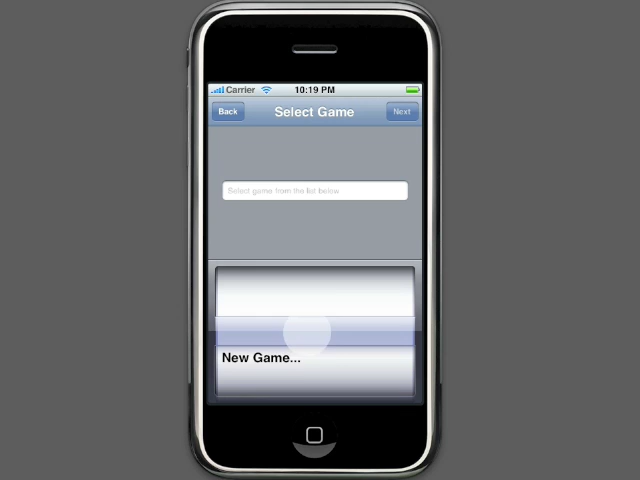 Carrier 10:19 PM
Back Select Game Next
Select game from the list below
New Game...